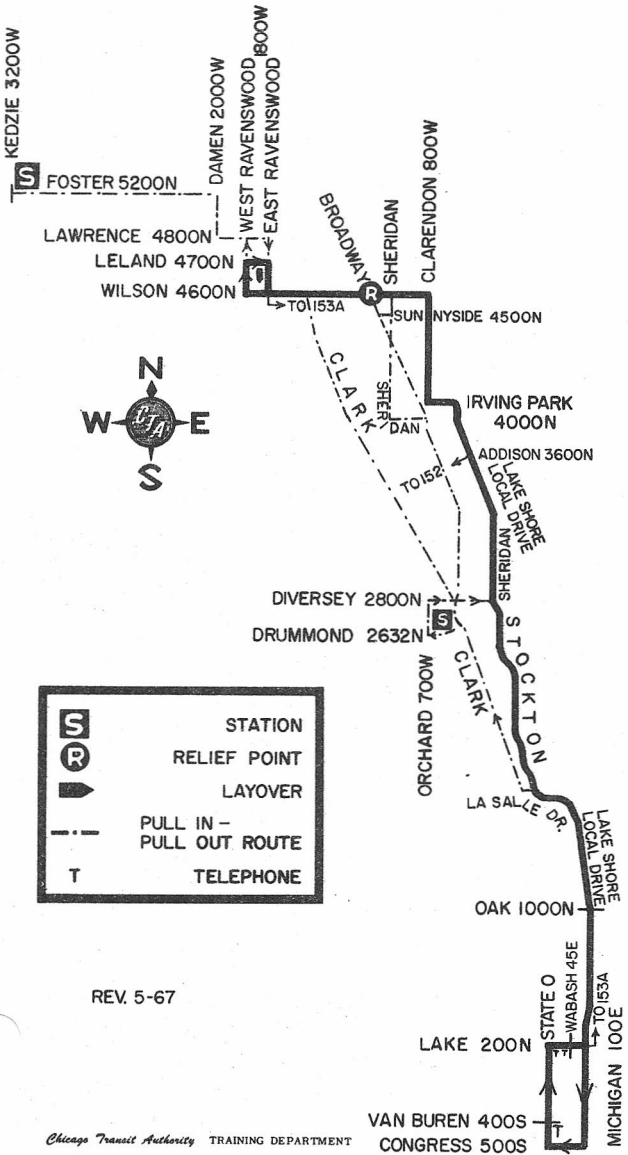 KEDZIE 3200W
DAMEN 2000W
WEST RAVENSWOOD
1800W
EAST RAVENSWOOD
S FOSTER 5200N
BROADWAY
SHERIDAN
CLARENDON 800W
LAWRENCE 4800N
LELAND 4700N
WILSON 4600N
R
TO 153A
SUNNYSIDE 4500N
N
W CTA E
S
CLARK
SHERIDAN
IRVING PARK
4000N
ADDISON 3600N
TO 152
LAKE SHORE
LOCAL DRIVE
SHERIDAN
DIVERSEY 2800N
S
DRUMMOND 2632N
STOCKTON
ORCHARD 700W
CLARK
S STATION
R RELIEF POINT
LAYOVER
PULL IN -
PULL OUT ROUTE
T TELEPHONE
LA SALLE DR.
LAKE SHORE
LOCAL DRIVE
OAK 1000N
REV. 5-67
STATE 0
WABASH 45E
TO 153A
MICHIGAN 100E
LAKE 200N
T T
VAN BUREN 400S
T
CONGRESS 500S
Chicago Transit Authority TRAINING DEPARTMENT